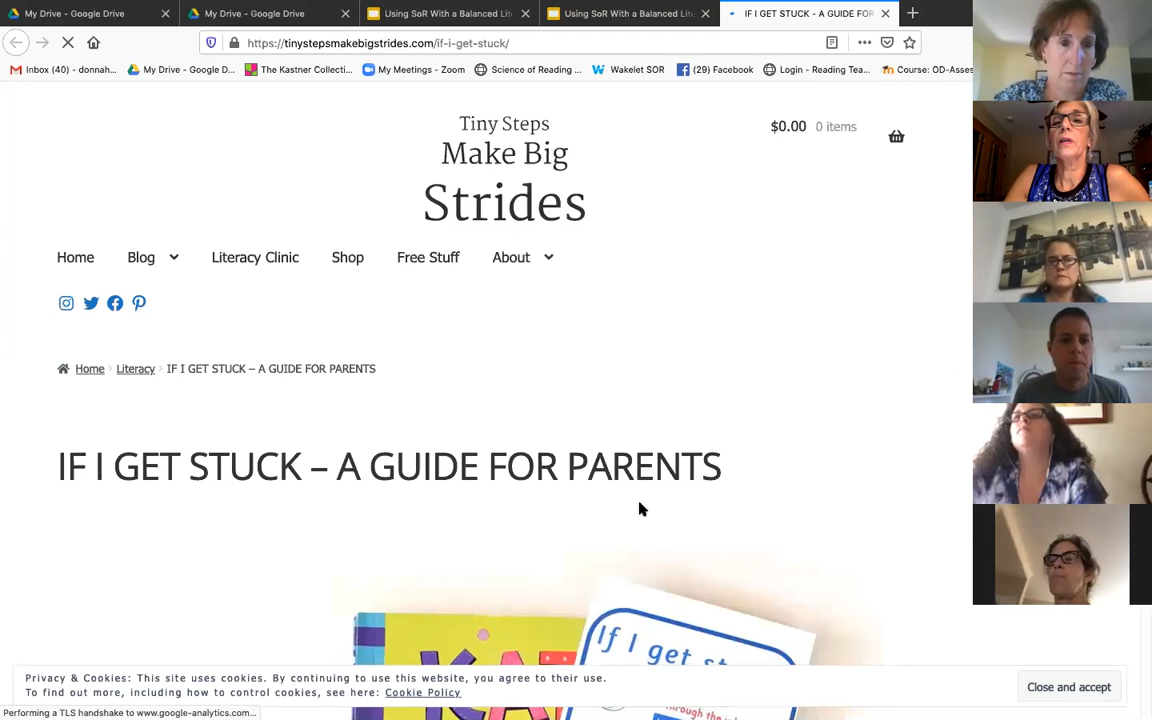 My Drive - Google Drive
My Drive - Google Drive
Using SoR With a Balanced Lit
Using SoR With a Balanced Lite
IF I GET STUCK – A GUIDE FOR
https://tinystepsmakebigstrides.com/if-i-get-stuck/
Inbox (40) - donnah...
My Drive - Google D...
The Kastner Collecti...
My Meetings - Zoom
Science of Reading ...
Wakelet SOR
(29) Facebook
Login - Reading Tea...
Course: OD-Asses
Tiny Steps
Make Big
Strides
$0.00 0 items
Home Blog Literacy Clinic Shop Free Stuff About
Home Literacy IF I GET STUCK – A GUIDE FOR PARENTS
IF I GET STUCK – A GUIDE FOR PARENTS
If I get st
KAT
through the
Privacy & Cookies: This site uses cookies. By continuing to use this website, you agree to their use.
To find out more, including how to control cookies, see here: Cookie Policy
Close and accept
Performing a TLS handshake to www.google-analytics.com...